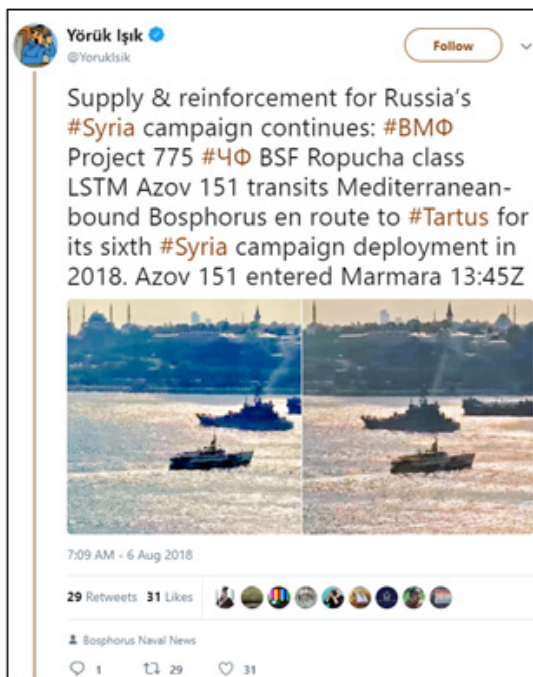 Yörük Işık
@YorukIsik
Follow
Supply & reinforcement for Russia's
#Syria campaign continues: #ВМФ
Project 775 #ЧФ BSF Ropucha class
LSTM Azov 151 transits Mediterranean-
bound Bosphorus en route to #Tartus for
its sixth #Syria campaign deployment in
2018. Azov 151 entered Marmara 13:45Z
7:09 AM - 6 Aug 2018
29 Retweets 31 Likes
Bosphorus Naval News
1 29 31